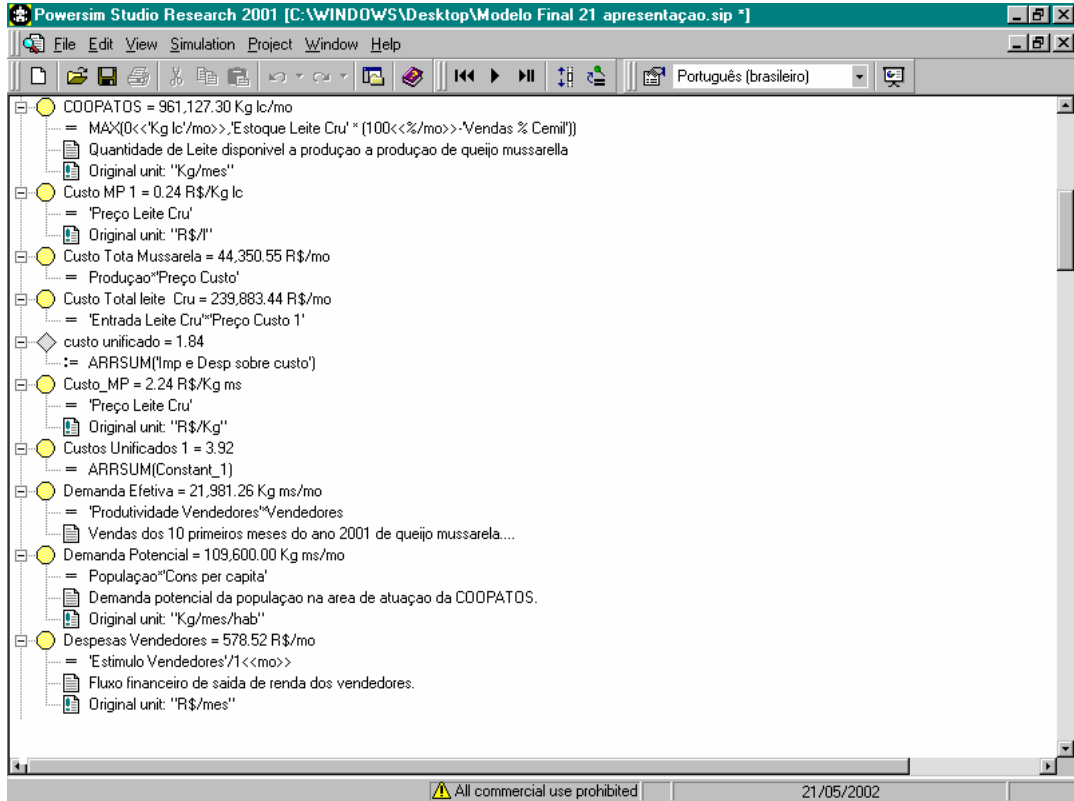 Powersim Studio Research 2001 [C:\WINDOWS\Desktop\Modelo Final 21 apresentaçao.sip *]
File Edit View Simulation Project Window Help
Português (brasileiro)
COOPATOS = 961,127.30 Kg lc/mo
= MAX(0<<'Kg lc'/mo>>,'Estoque Leite Cru' * (100<<%/mo>>-'Vendas % Cemil'))
Quantidade de Leite disponivel a produçao a produçao de queijo mussarella
Original unit: "Kg/mes"
Custo MP 1 = 0.24 R$/Kg lc
= 'Preço Leite Cru'
Original unit: "R$/l"
Custo Tota Mussarela = 44,350.55 R$/mo
= Produçao*'Preço Custo'
Custo Total leite Cru = 239,883.44 R$/mo
= 'Entrada Leite Cru'*'Preço Custo 1'
custo unificado = 1.84
:= ARRSUM('Imp e Desp sobre custo')
Custo_MP = 2.24 R$/Kg ms
= 'Preço Leite Cru'
Original unit: "R$/Kg"
Custos Unificados 1 = 3.92
= ARRSUM(Constant_1)
Demanda Efetiva = 21,981.26 Kg ms/mo
= 'Produtividade Vendedores'*Vendedores
Vendas dos 10 primeiros meses do ano 2001 de queijo mussarela....
Demanda Potencial = 109,600.00 Kg ms/mo
= Populaçao*'Cons per capita'
Demanda potencial da populaçao na area de atuaçao da COOPATOS.
Original unit: "Kg/mes/hab"
Despesas Vendedores = 578.52 R$/mo
= 'Estimulo Vendedores'/1<<mo>>
Fluxo financeiro de saida de renda dos vendedores.
Original unit: "R$/mes"
All commercial use prohibited
21/05/2002